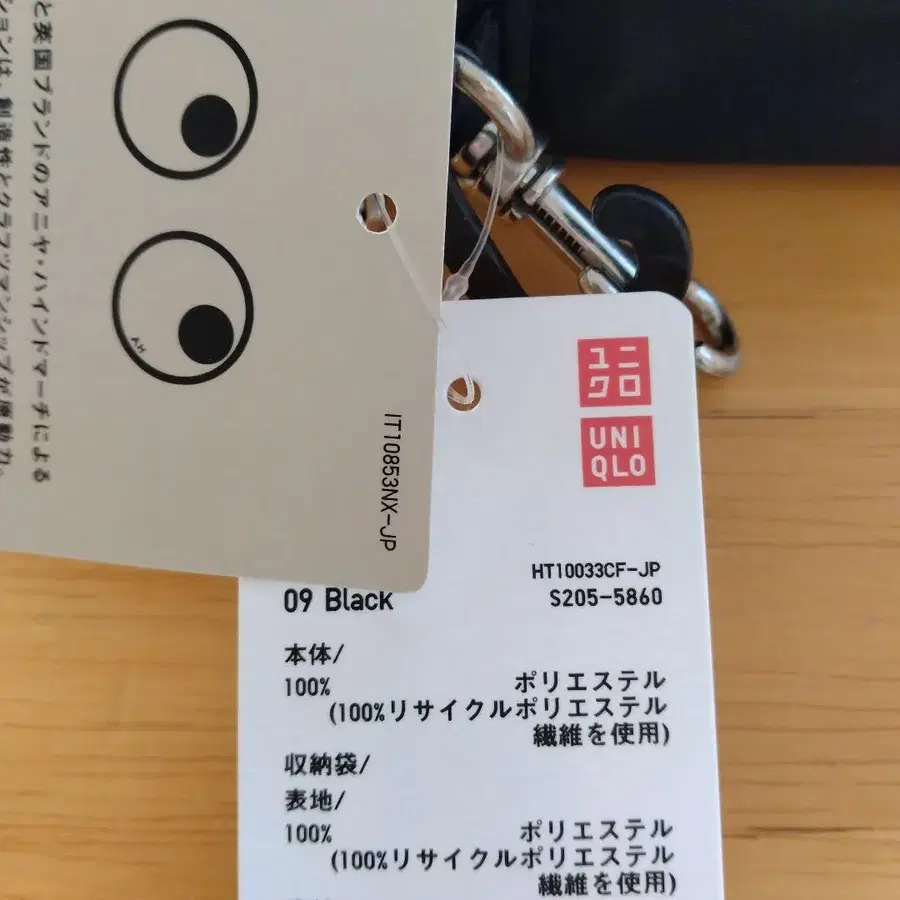 と英国ブランドのアニヤ・ハインドマーチによる
ションは、創造性とクラフツマンシップが原動力。
AH
IT10853NX-JP
ユニ
クロ
UNI
QLO
HT10033CF-JP
09 Black
S205-5860
本体/
100% ポリエステル
(100%リサイクルポリエステル
繊維を使用)
収納袋/
表地/
100% ポリエステル
(100%リサイクルポリエステル
繊維を使用)